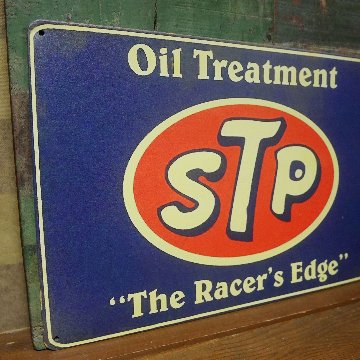 Oil Treatment
STP
"The Racer's Edge"